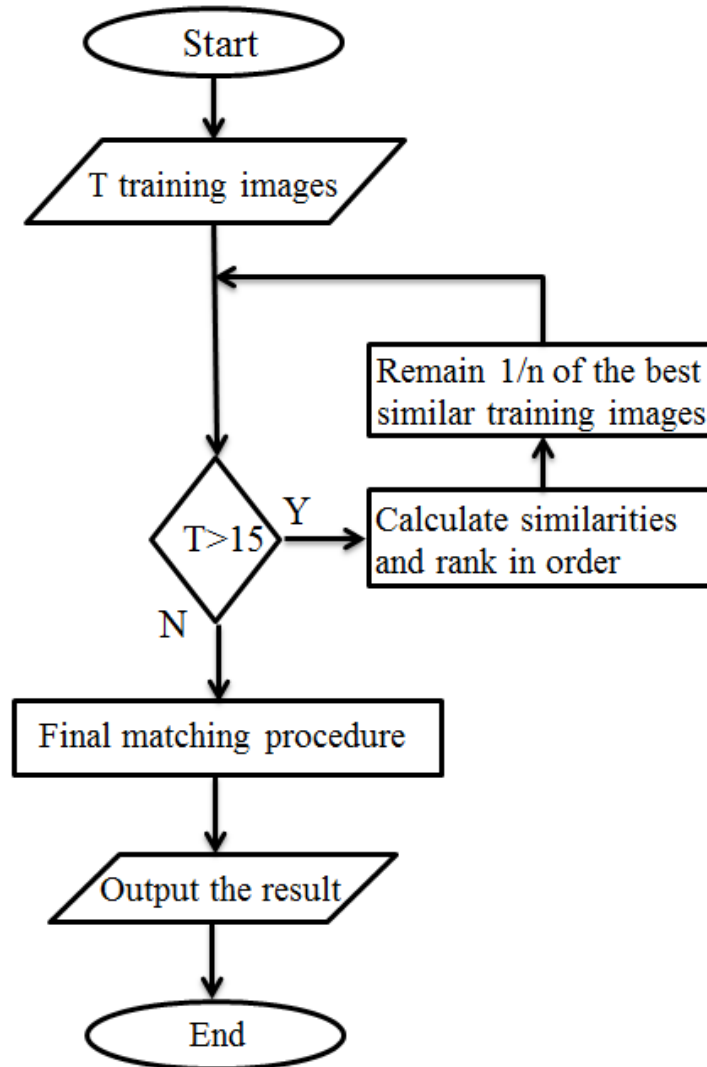 Start
T training images
Remain 1/n of the best
similar training images
T>15
Y
Calculate similarities
and rank in order
N
Final matching procedure
Output the result
End